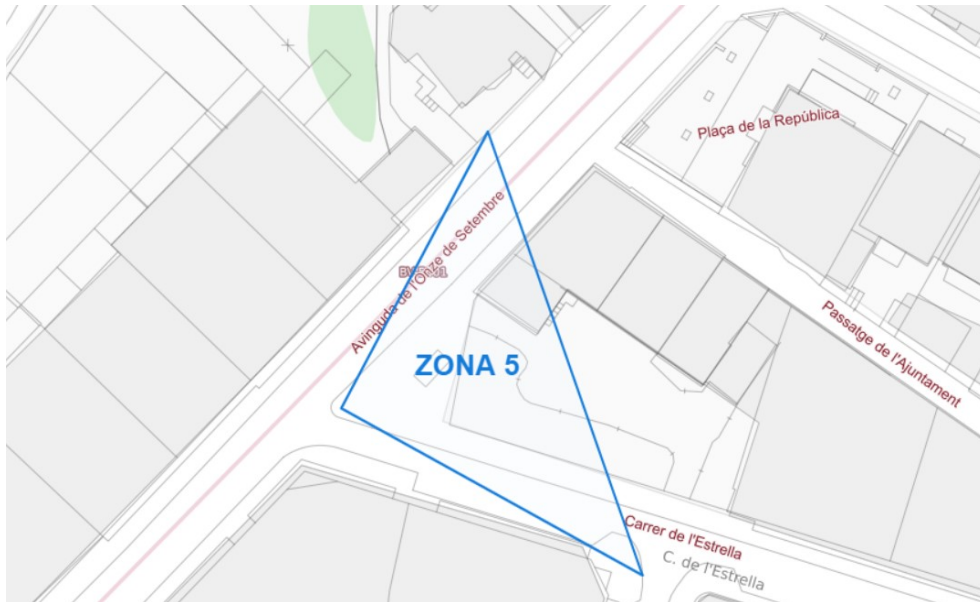 Plaça de la República
Avinguda de l'Onze de Setembre
ZONA 5
Passatge de l'Ajuntament
Carrer de l'Estrella
C. de l'Estrella